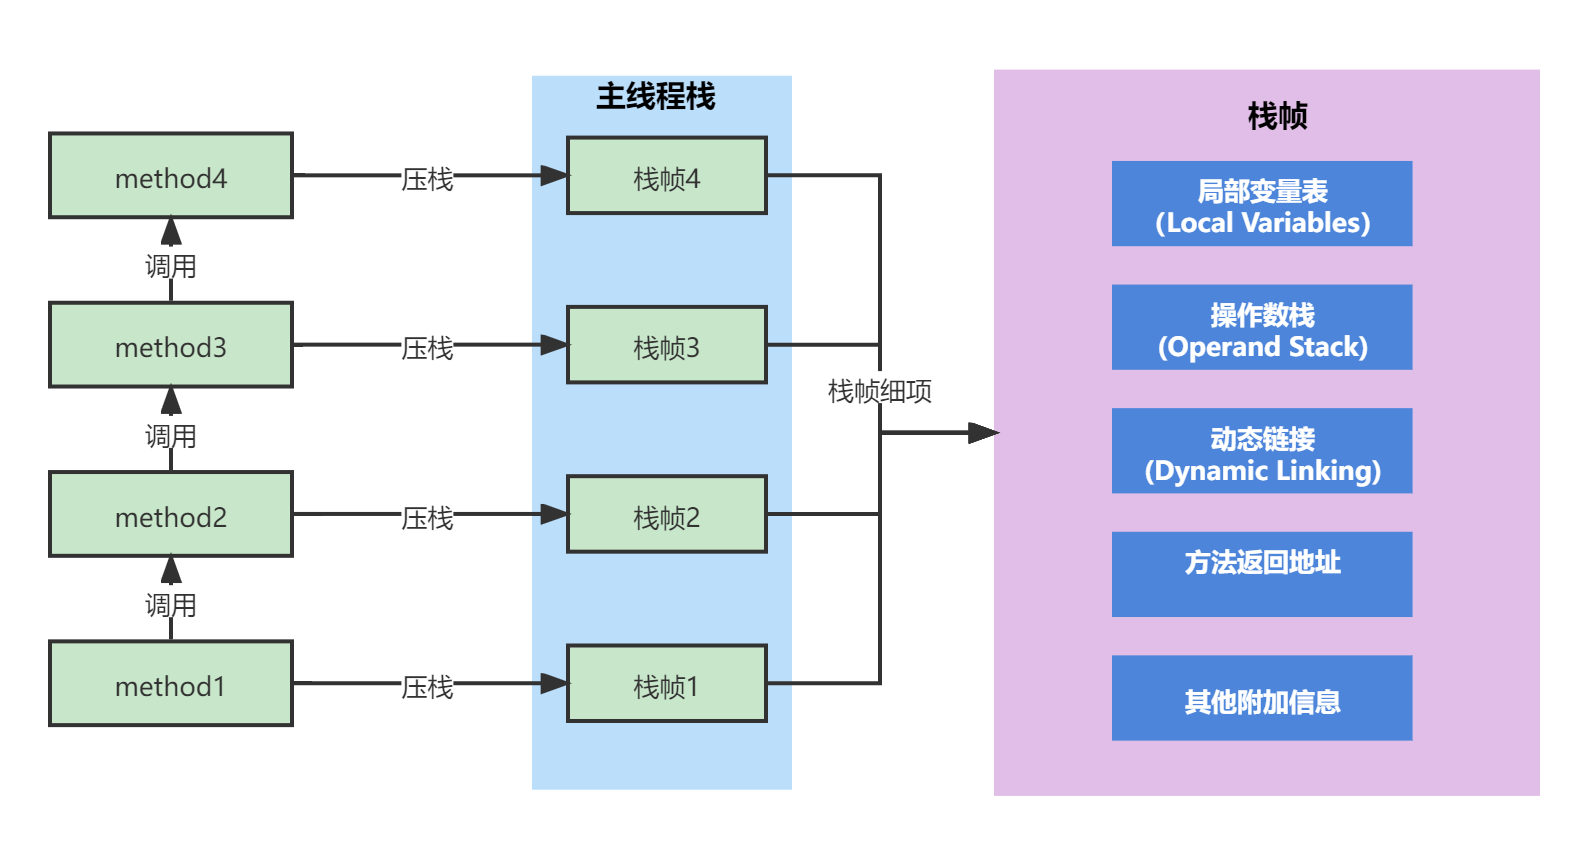 主线程栈
栈帧
method4
压栈
栈帧4
局部变量表
(Local Variables)
调用
method3
压栈
栈帧3
操作数栈
(Operand Stack)
栈帧细项
调用
动态链接
(Dynamic Linking)
method2
压栈
栈帧2
方法返回地址
调用
method1
压栈
栈帧1
其他附加信息